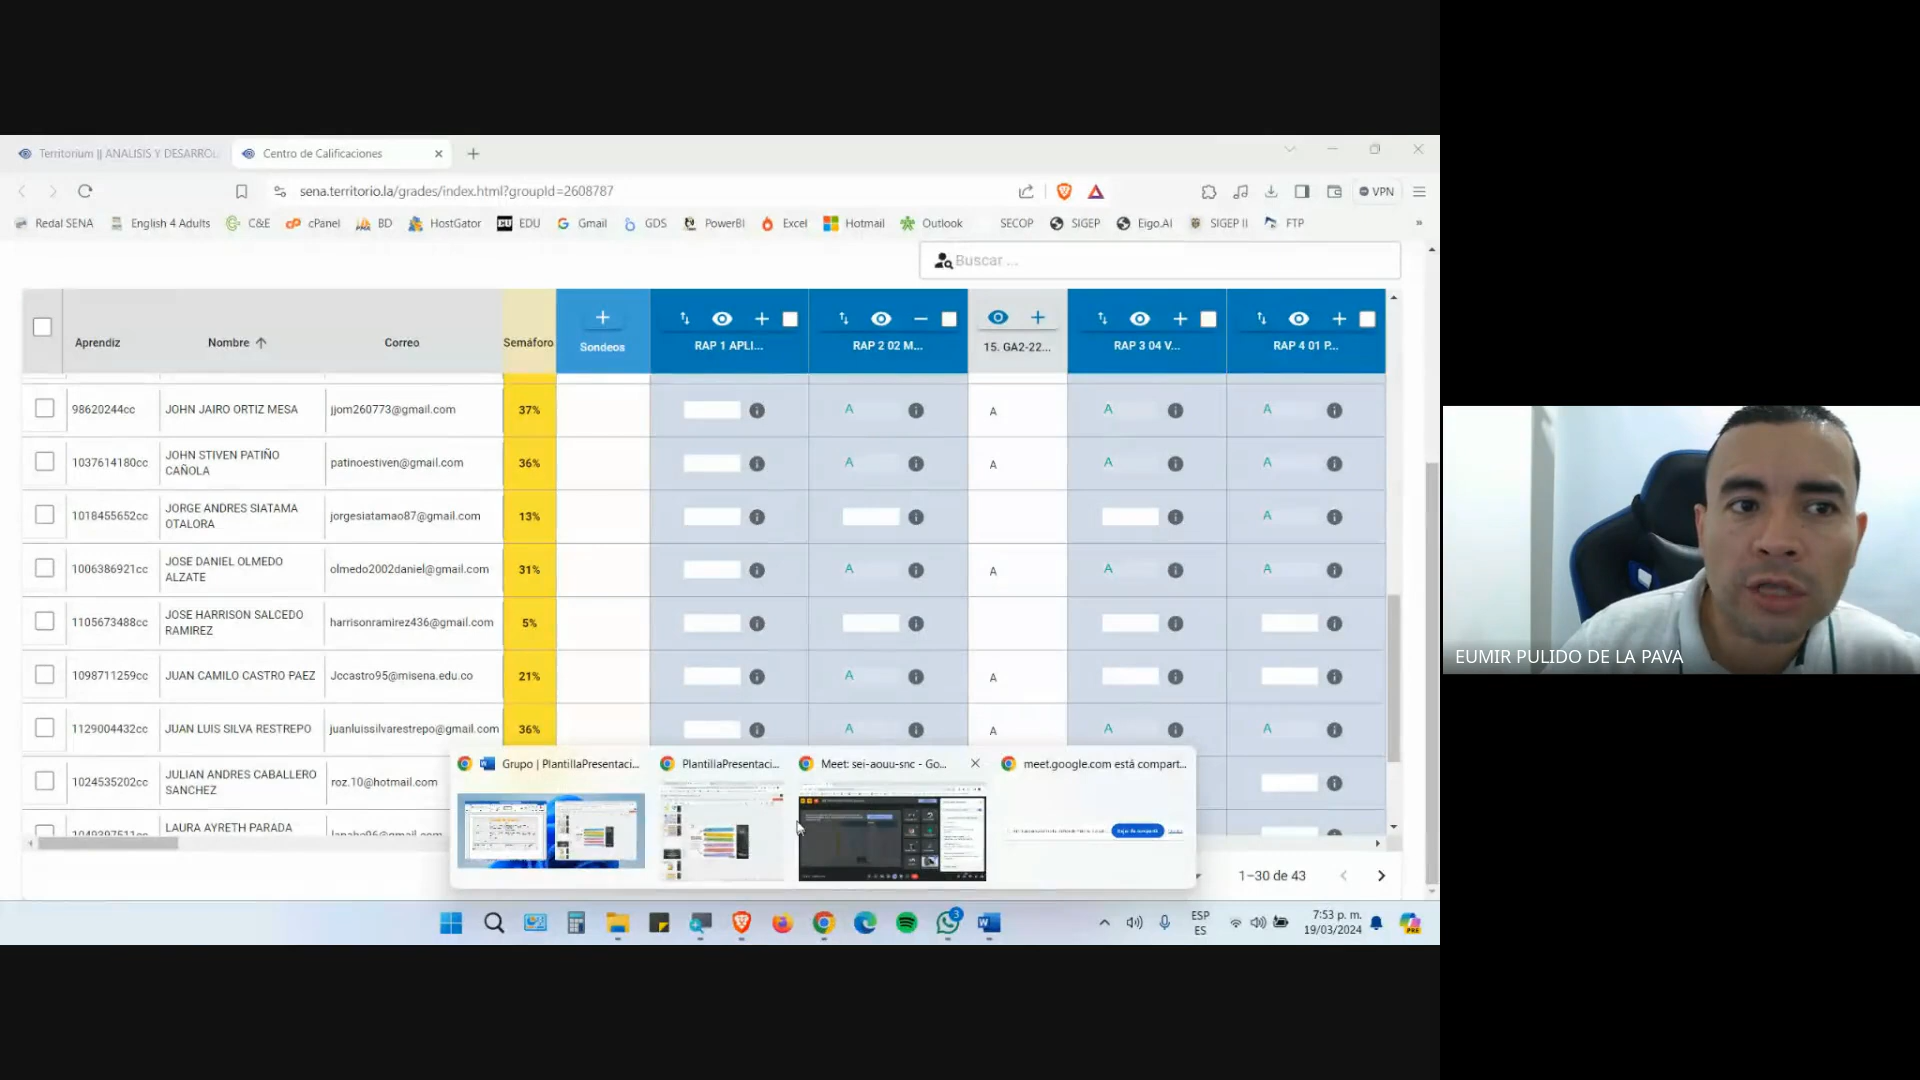 Territorium || ANALISIS Y DESARROL
Centro de Calificaciones
sena.territorio.la/grades/index.html?groupId=2608787
VPN
Redal SENA
English 4 Adults
C&E
cPanel
BD
HostGator
EDU
Gmail
GDS
PowerBI
Excel
Hotmail
Outlook
SECOP
SIGEP
Eigo.AI
SIGEP II
FTP
Buscar ...
Aprendiz
Nombre
Correo
Semáforo
Sondeos
RAP 1 APLI...
RAP 2 02 M...
15. GA2-22...
RAP 3 04 V...
RAP 4 01 P...
98620244cc JOHN JAIRO ORTIZ MESA jjom260773@gmail.com 37% A A A A
1037614180cc JOHN STIVEN PATIÑO CAÑOLA patinoestiven@gmail.com 36% A A A A
1018455652cc JORGE ANDRES SIATAMA OTALORA jorgesiatamao87@gmail.com 13% A
1006386921cc JOSE DANIEL OLMEDO ALZATE olmedo2002daniel@gmail.com 31% A A A A
1105673488cc JOSE HARRISON SALCEDO RAMIREZ harrisonramirez436@gmail.com 5%
1098711259cc JUAN CAMILO CASTRO PAEZ Jccastro95@misena.edu.co 21% A A
1129004432cc JUAN LUIS SILVA RESTREPO juanluissilvarestrepo@gmail.com 36% A A A A
1024535202cc JULIAN ANDRES CABALLERO SANCHEZ roz.10@hotmail.com
LAURA AYRETH PARADA
Grupo | PlantillaPresentaci...
PlantillaPresentaci...
Meet: sei-aouu-snc - Go...
meet.google.com está compart...
1–30 de 43
3
ESP
ES
7:53 p. m.
19/03/2024
PRE
EUMIR PULIDO DE LA PAVA